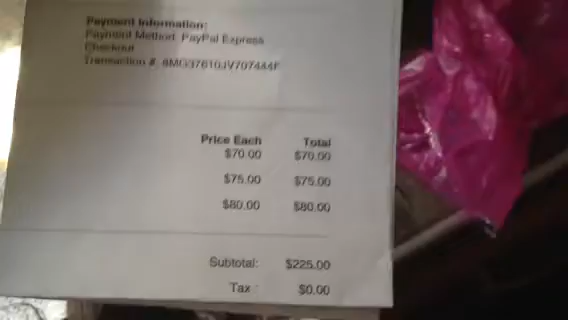 Payment Information:
Payment Method: PayPal Express
Checkout
Transaction #:
Price Each Total
$70.00 $70.00
$75.00 $75.00
$80.00 $80.00
Subtotal: $225.00
Tax : $0.00